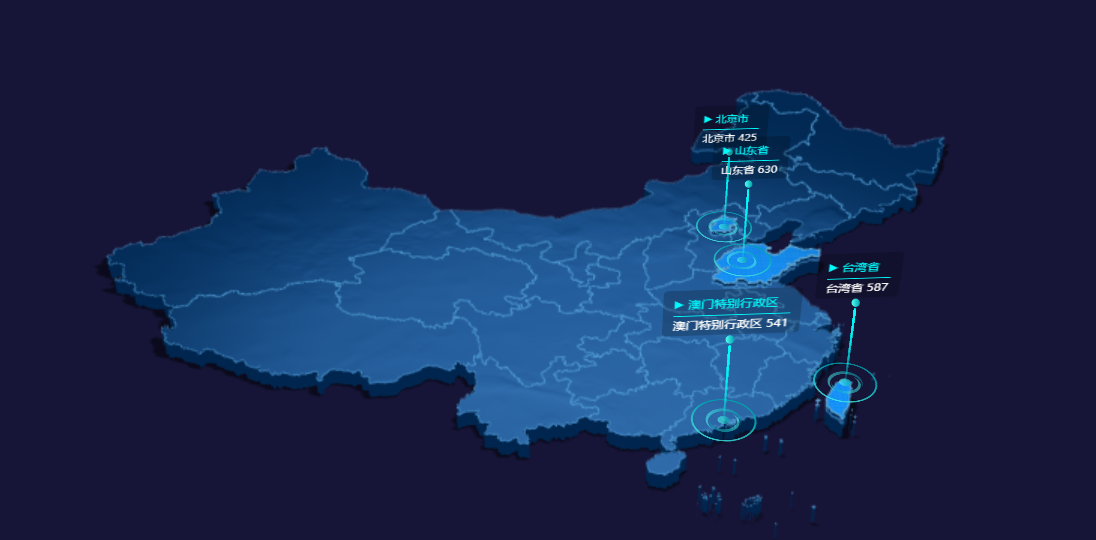 ▶ 北京市
北京市 425
▶ 山东省
山东省 630
▶ 台湾省
台湾省 587
▶ 澳门特别行政区
澳门特别行政区 541